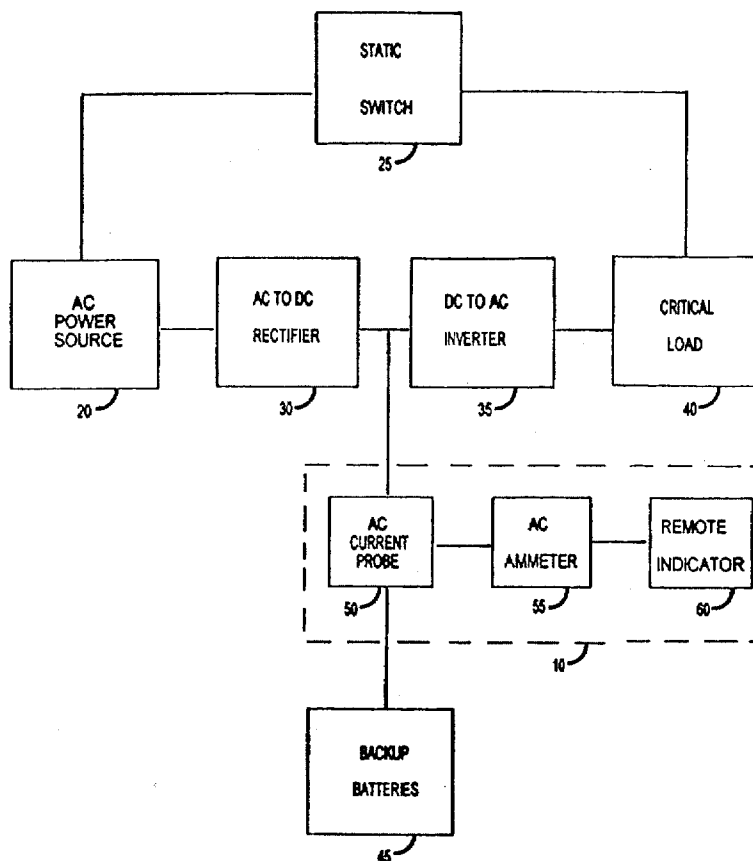 STATIC
SWITCH
25
AC
POWER
SOURCE
20
AC TO DC
RECTIFIER
30
DC TO AC
INVERTER
35
CRITICAL
LOAD
40
AC
CURRENT
PROBE
50
AC
AMMETER
55
REMOTE
INDICATOR
60
10
BACKUP
BATTERIES
45